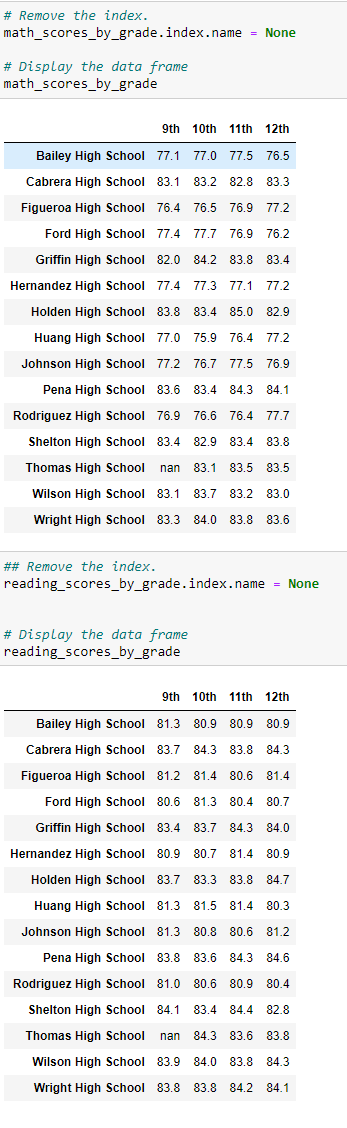 # Remove the index.
math_scores_by_grade.index.name = None
# Display the data frame
math_scores_by_grade
9th 10th 11th 12th
Bailey High School 77.1 77.0 77.5 76.5
Cabrera High School 83.1 83.2 82.8 83.3
Figueroa High School 76.4 76.5 76.9 77.2
Ford High School 77.4 77.7 76.9 76.2
Griffin High School 82.0 84.2 83.8 83.4
Hernandez High School 77.4 77.3 77.1 77.2
Holden High School 83.8 83.4 85.0 82.9
Huang High School 77.0 75.9 76.4 77.2
Johnson High School 77.2 76.7 77.5 76.9
Pena High School 83.6 83.4 84.3 84.1
Rodriguez High School 76.9 76.6 76.4 77.7
Shelton High School 83.4 82.9 83.4 83.8
Thomas High School nan 83.1 83.5 83.5
Wilson High School 83.1 83.7 83.2 83.0
Wright High School 83.3 84.0 83.8 83.6
## Remove the index.
reading_scores_by_grade.index.name = None
# Display the data frame
reading_scores_by_grade
9th 10th 11th 12th
Bailey High School 81.3 80.9 80.9 80.9
Cabrera High School 83.7 84.3 83.8 84.3
Figueroa High School 81.2 81.4 80.6 81.4
Ford High School 80.6 81.3 80.4 80.7
Griffin High School 83.4 83.7 84.3 84.0
Hernandez High School 80.9 80.7 81.4 80.9
Holden High School 83.7 83.3 83.8 84.7
Huang High School 81.3 81.5 81.4 80.3
Johnson High School 81.3 80.8 80.6 81.2
Pena High School 83.8 83.6 84.3 84.6
Rodriguez High School 81.0 80.6 80.9 80.4
Shelton High School 84.1 83.4 84.4 82.8
Thomas High School nan 84.3 83.6 83.8
Wilson High School 83.9 84.0 83.8 84.3
Wright High School 83.8 83.8 84.2 84.1